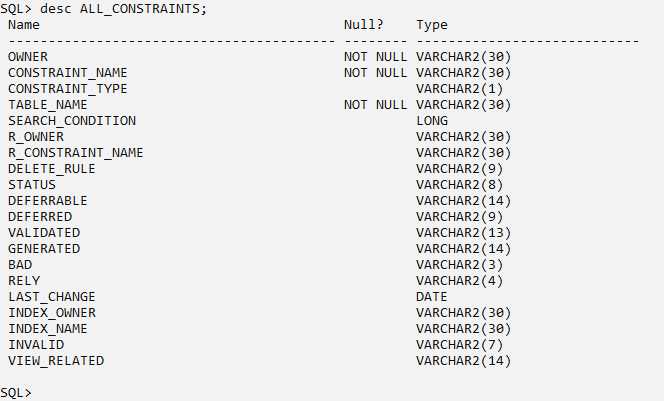 SQL> desc ALL_CONSTRAINTS;
Name Null? Type
----------------------------------------- -------- ----------------------------
OWNER NOT NULL VARCHAR2(30)
CONSTRAINT_NAME NOT NULL VARCHAR2(30)
CONSTRAINT_TYPE VARCHAR2(1)
TABLE_NAME NOT NULL VARCHAR2(30)
SEARCH_CONDITION LONG
R_OWNER VARCHAR2(30)
R_CONSTRAINT_NAME VARCHAR2(30)
DELETE_RULE VARCHAR2(9)
STATUS VARCHAR2(8)
DEFERRABLE VARCHAR2(14)
DEFERRED VARCHAR2(9)
VALIDATED VARCHAR2(13)
GENERATED VARCHAR2(14)
BAD VARCHAR2(3)
RELY VARCHAR2(4)
LAST_CHANGE DATE
INDEX_OWNER VARCHAR2(30)
INDEX_NAME VARCHAR2(30)
INVALID VARCHAR2(7)
VIEW_RELATED VARCHAR2(14)
SQL>